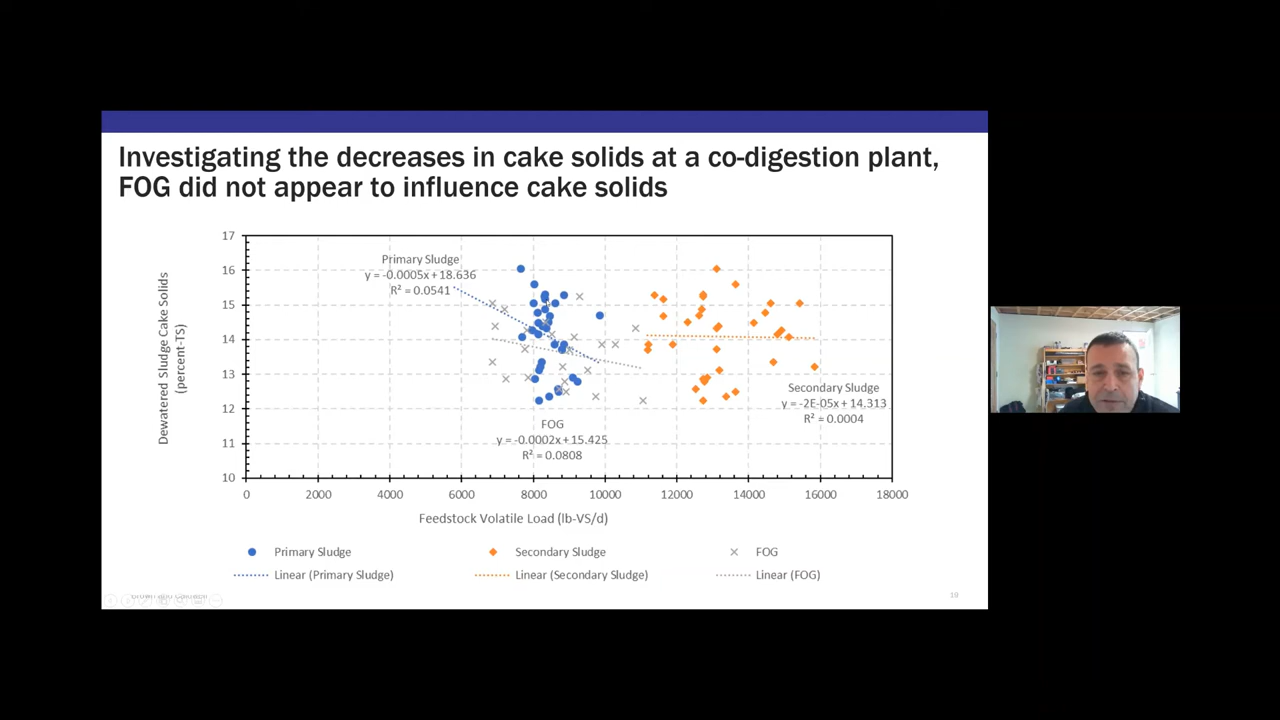 Investigating the decreases in cake solids at a co-digestion plant,
FOG did not appear to influence cake solids
Dewatered Sludge Cake Solids
(percent-TS)
17
16
15
14
13
12
11
10
Primary Sludge
y = -0.0005x + 18.636
R² = 0.0541
Secondary Sludge
y = -2E-05x + 14.313
R² = 0.0004
FOG
y = -0.0002x + 15.425
R² = 0.0808
0 2000 4000 6000 8000 10000 12000 14000 16000 18000
Feedstock Volatile Load (lb-VS/d)
Primary Sludge Secondary Sludge FOG
Linear (Primary Sludge) Linear (Secondary Sludge) Linear (FOG)
Brown and Caldwell 19